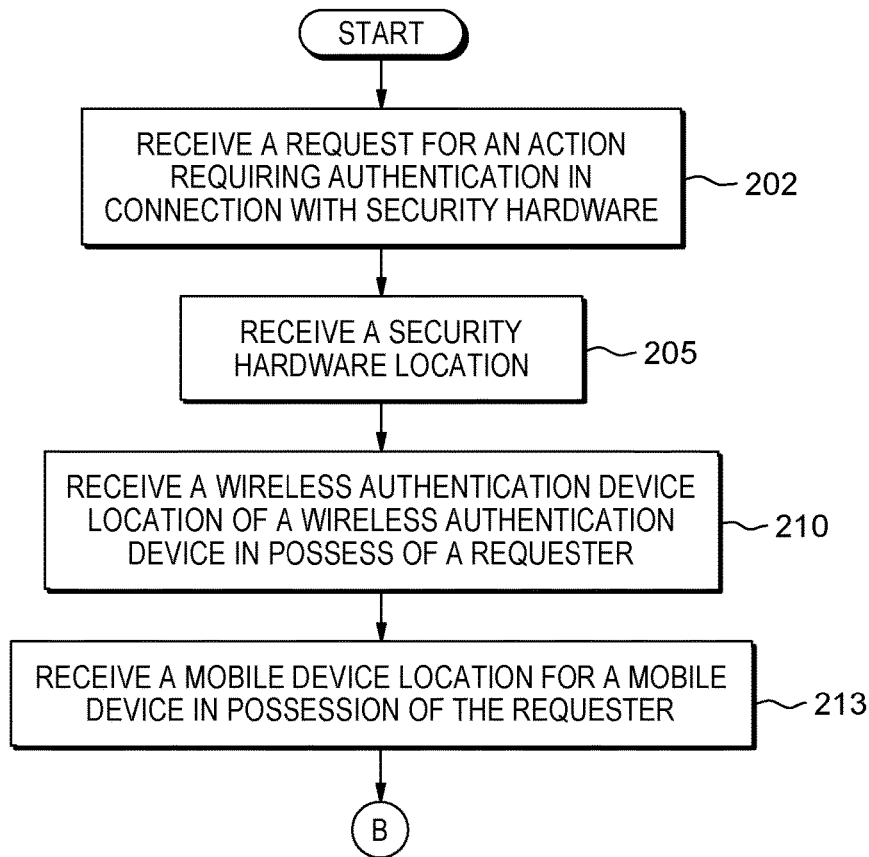 START
RECEIVE A REQUEST FOR AN ACTION
REQUIRING AUTHENTICATION IN
CONNECTION WITH SECURITY HARDWARE
202
RECEIVE A SECURITY
HARDWARE LOCATION
205
RECEIVE A WIRELESS AUTHENTICATION DEVICE
LOCATION OF A WIRELESS AUTHENTICATION
DEVICE IN POSSESS OF A REQUESTER
210
RECEIVE A MOBILE DEVICE LOCATION FOR A MOBILE
DEVICE IN POSSESSION OF THE REQUESTER
213
B